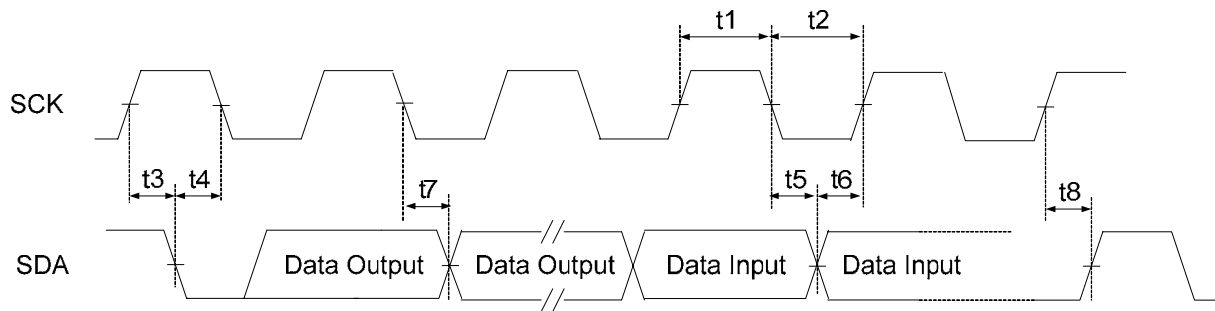 t1 t2
SCK
t3 t4 t7 t5 t6 t8
SDA Data Output Data Output Data Input Data Input